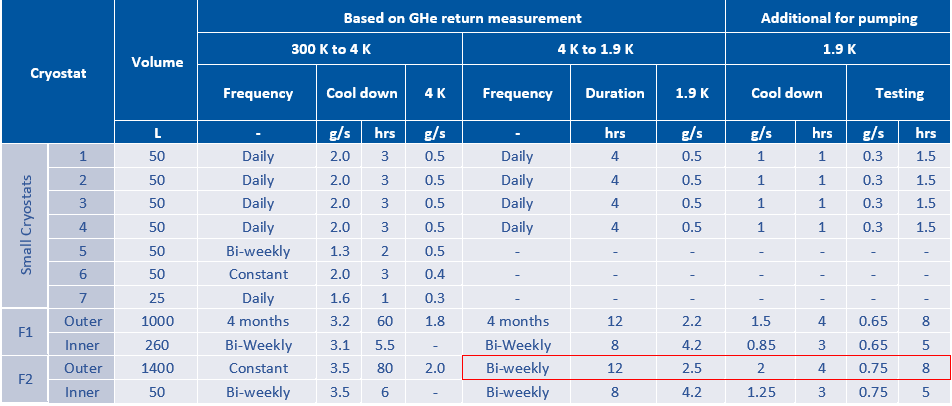 Based on GHe return measurement Additional for pumping
300 K to 4 K 4 K to 1.9 K 1.9 K
Cryostat Volume Frequency Cool down 4 K Frequency Duration 1.9 K Cool down Testing
L - g/s hrs g/s - hrs g/s g/s hrs g/s hrs
Small Cryostats
1 50 Daily 2.0 3 0.5 Daily 4 0.5 1 1 0.3 1.5
2 50 Daily 2.0 3 0.5 Daily 4 0.5 1 1 0.3 1.5
3 50 Daily 2.0 3 0.5 Daily 4 0.5 1 1 0.3 1.5
4 50 Daily 2.0 3 0.5 Daily 4 0.5 1 1 0.3 1.5
5 50 Bi-weekly 1.3 2 0.5 - - - - - - -
6 50 Constant 2.0 3 0.4 - - - - - - -
7 25 Daily 1.6 1 0.3 - - - - - - -
F1 Outer 1000 4 months 3.2 60 1.8 4 months 12 2.2 1.5 4 0.65 8
Inner 260 Bi-Weekly 3.1 5.5 - Bi-Weekly 8 4.2 0.85 3 0.65 5
F2 Outer 1400 Constant 3.5 80 2.0 Bi-weekly 12 2.5 2 4 0.75 8
Inner 50 Bi-weekly 3.5 6 - Bi-weekly 8 4.2 1.25 3 0.75 5